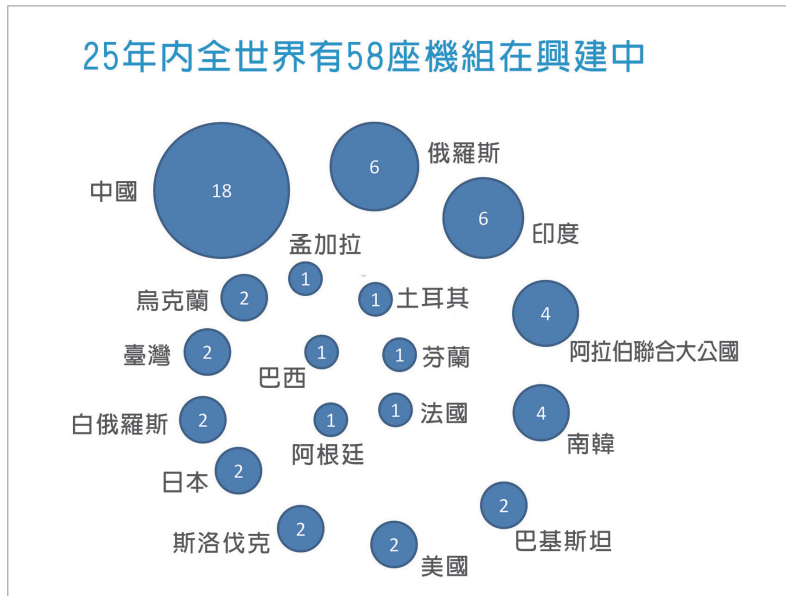 25年内全世界有58座機組在興建中
中國
18
6
俄羅斯
6
印度
孟加拉
1
烏克蘭
2
1
土耳其
4
阿拉伯聯合大公國
臺灣
2
1
巴西
1
芬蘭
白俄羅斯
2
1
阿根廷
1
法國
4
南韓
日本
2
斯洛伐克
2
2
美國
2
巴基斯坦